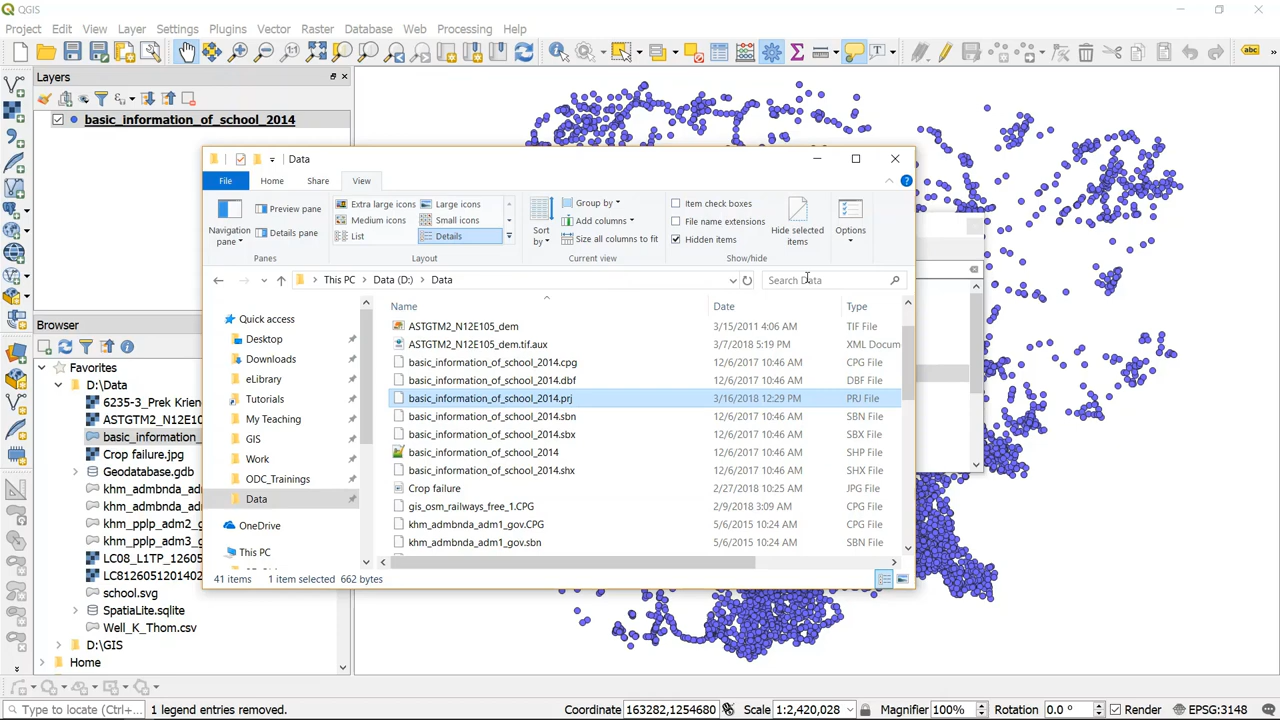 QGIS
Project Edit View Layer Settings Plugins Vector Raster Database Web Processing Help
Layers
basic_information_of_school_2014
Data
File Home Share View
Navigation pane
Preview pane
Details pane
Panes
Extra large icons Large icons
Medium icons Small icons
List Details
Layout
Sort by
Group by
Add columns
Size all columns to fit
Current view
Item check boxes
File name extensions
Hidden items
Hide selected items
Show/hide
Options
This PC Data (D:) Data
Search Data
Quick access
Desktop
Downloads
eLibrary
Tutorials
My Teaching
GIS
Work
ODC_Trainings
Data
OneDrive
This PC
Name Date Type
ASTGTM2_N12E105_dem 3/15/2011 4:06 AM TIF File
ASTGTM2_N12E105_dem.tif.aux 3/7/2018 5:19 PM XML Docum
basic_information_of_school_2014.cpg 12/6/2017 10:46 AM CPG File
basic_information_of_school_2014.dbf 12/6/2017 10:46 AM DBF File
basic_information_of_school_2014.prj 3/16/2018 12:29 PM PRJ File
basic_information_of_school_2014.sbn 12/6/2017 10:46 AM SBN File
basic_information_of_school_2014.sbx 12/6/2017 10:46 AM SBX File
basic_information_of_school_2014 12/6/2017 10:46 AM SHP File
basic_information_of_school_2014.shx 12/6/2017 10:46 AM SHX File
Crop failure 2/27/2018 10:25 AM JPG File
gis_osm_railways_free_1.CPG 2/9/2018 3:09 AM CPG File
khm_admbnda_adm1_gov.CPG 5/6/2015 10:24 AM CPG File
khm_admbnda_adm1_gov.sbn 5/6/2015 10:24 AM SBN File
41 items 1 item selected 662 bytes
Browser
Favorites
D:\Data
6235-3_Prek Krien
ASTGTM2_N12E10
basic_information_
Crop failure.jpg
Geodatabase.gdb
khm_admbnda_ad
khm_admbnda_ad
khm_pplp_adm2_g
khm_pplp_adm3_g
LC08_L1TP_12605
LC8126051201402
school.svg
SpatiaLite.sqlite
Well_K_Thom.csv
D:\GIS
Home
abc
Type to locate (Ctrl+... 1 legend entries removed. Coordinate 163282,1254680 Scale 1:2,420,028 Magnifier 100% Rotation 0.0 ° Render EPSG:3148